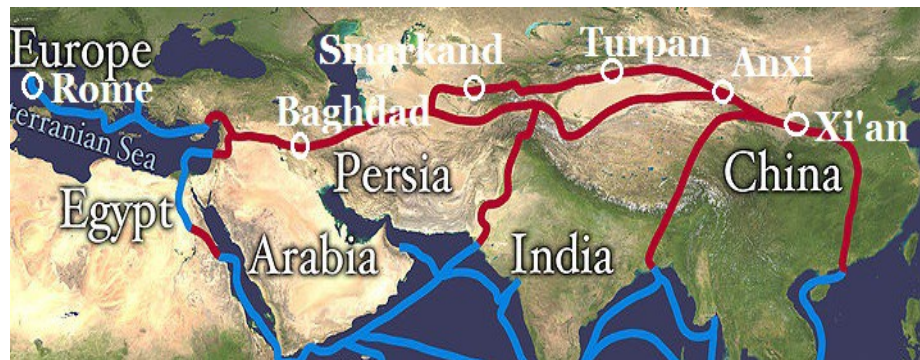 Europe
Rome
terranian Sea
Egypt
Arabia
Baghdad
Persia
Smarkand
India
Turpan
Anxi
Xi'an
China